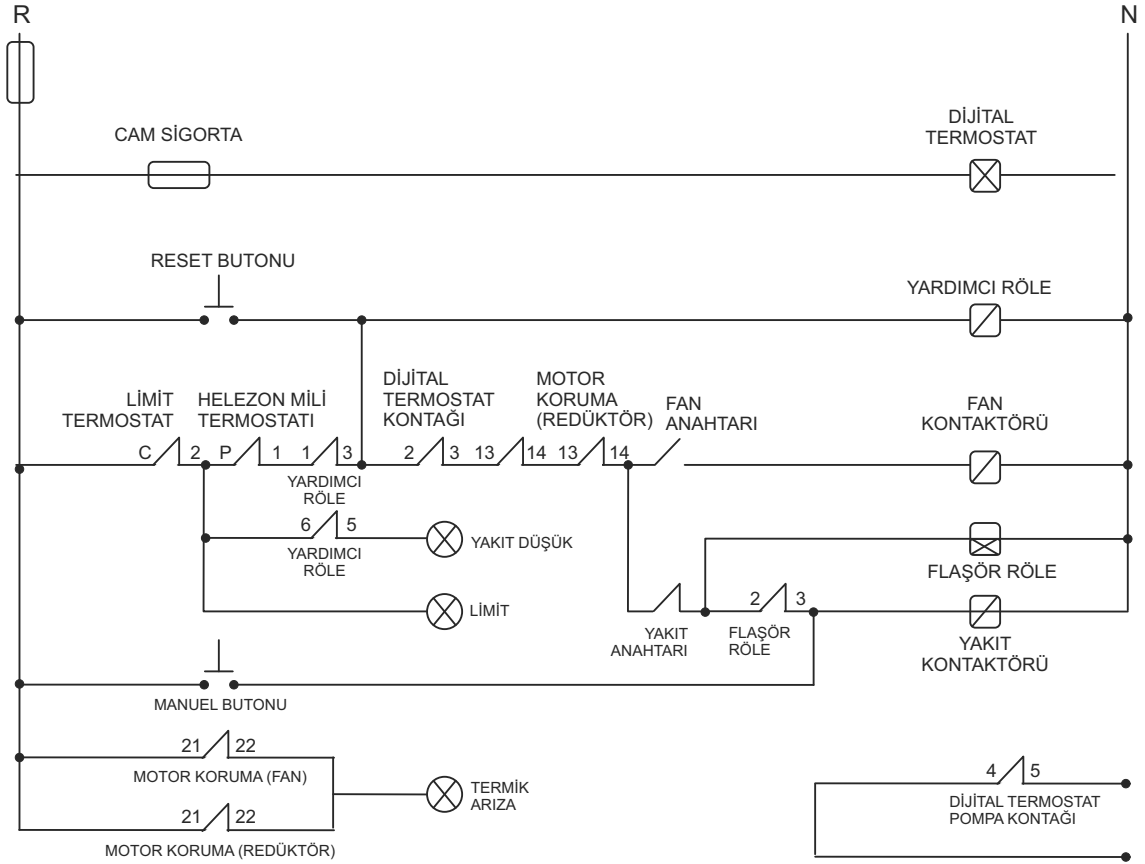 R
N
CAM SİGORTA
DİJİTAL
TERMOSTAT
RESET BUTONU
YARDIMCI RÖLE
LİMİT
TERMOSTAT
HELEZON MİLİ
TERMOSTATI
DİJİTAL
TERMOSTAT
KONTAĞI
MOTOR
KORUMA
(REDÜKTÖR)
FAN
ANAHTARI
FAN
KONTAKTÖRÜ
C 2 P 1 1 3 2 3 13 14 13 14
YARDIMCI
RÖLE
6 5
YARDIMCI
RÖLE
YAKIT DÜŞÜK
FLAŞÖR RÖLE
LİMİT
2 3
YAKIT
ANAHTARI
FLAŞÖR
RÖLE
YAKIT
KONTAKTÖRÜ
MANUEL BUTONU
21 22
MOTOR KORUMA (FAN)
TERMİK
ARIZA
21 22
MOTOR KORUMA (REDÜKTÖR)
4 5
DİJİTAL TERMOSTAT
POMPA KONTAĞI